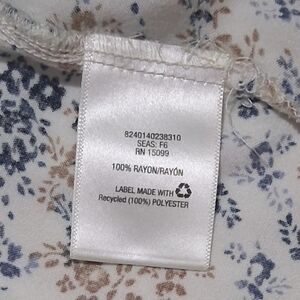 8240140238310
SEAS: F6
RN 15099
100% RAYON/RAYÓN
LABEL MADE WITH
Recycled (100%) POLYESTER